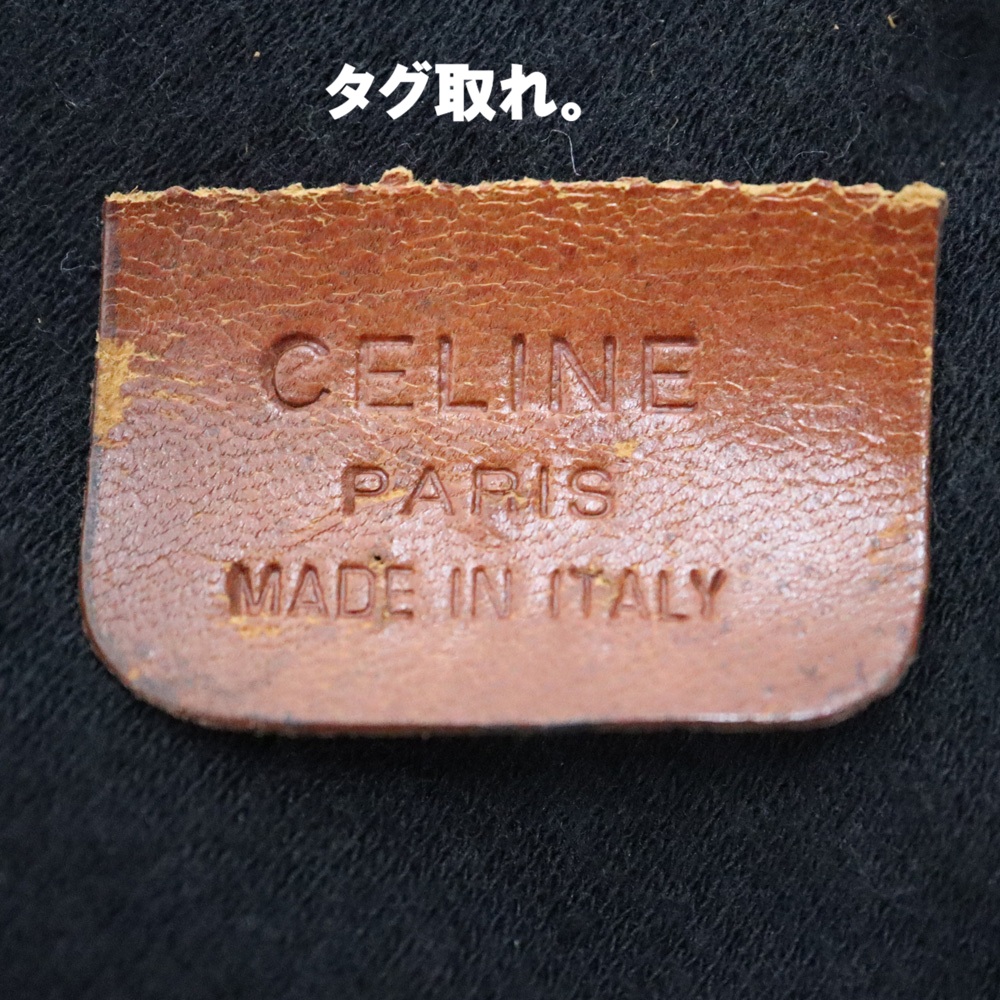 タグ取れ。
CELINE
PARIS
MADE IN ITALY